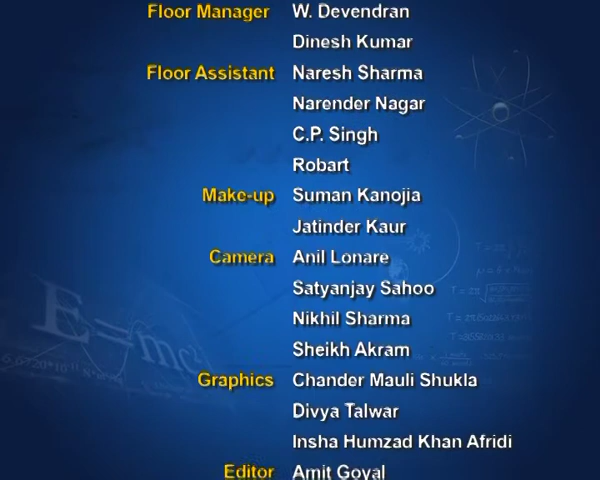 Floor Manager W. Devendran
Dinesh Kumar
Floor Assistant Naresh Sharma
Narender Nagar
C.P. Singh
Robart
Make-up Suman Kanojia
Jatinder Kaur
Camera Anil Lonare
Satyanjay Sahoo
Nikhil Sharma
Sheikh Akram
Graphics Chander Mauli Shukla
Divya Talwar
Insha Humzad Khan Afridi
Editor Amit Goyal
E=mc²